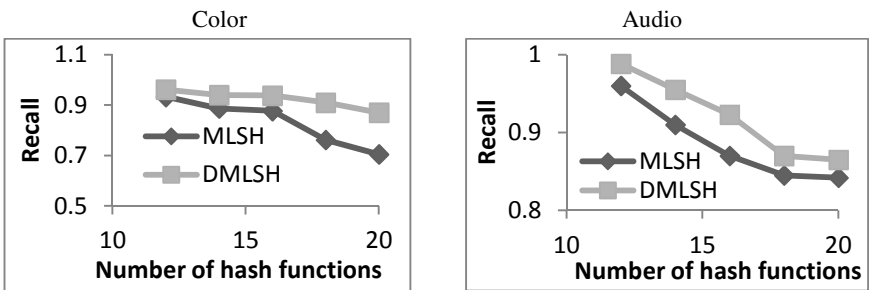 Color
1.1
0.9
0.7
0.5
Recall
MLSH
DMLSH
10 15 20
Number of hash functions
Audio
1
0.9
0.8
Recall
MLSH
DMLSH
10 15 20
Number of hash functions